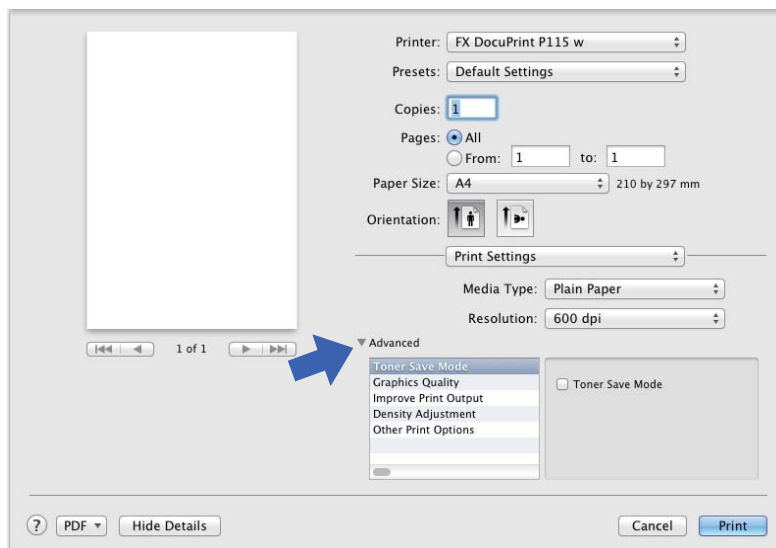 Printer: FX DocuPrint P115 w
Presets: Default Settings
Copies: 1
Pages: All
From: 1 to: 1
Paper Size: A4 210 by 297 mm
Orientation:
Print Settings
Media Type: Plain Paper
Resolution: 600 dpi
1 of 1
Advanced
Toner Save Mode
Graphics Quality
Improve Print Output
Density Adjustment
Other Print Options
Toner Save Mode
? PDF Hide Details Cancel Print